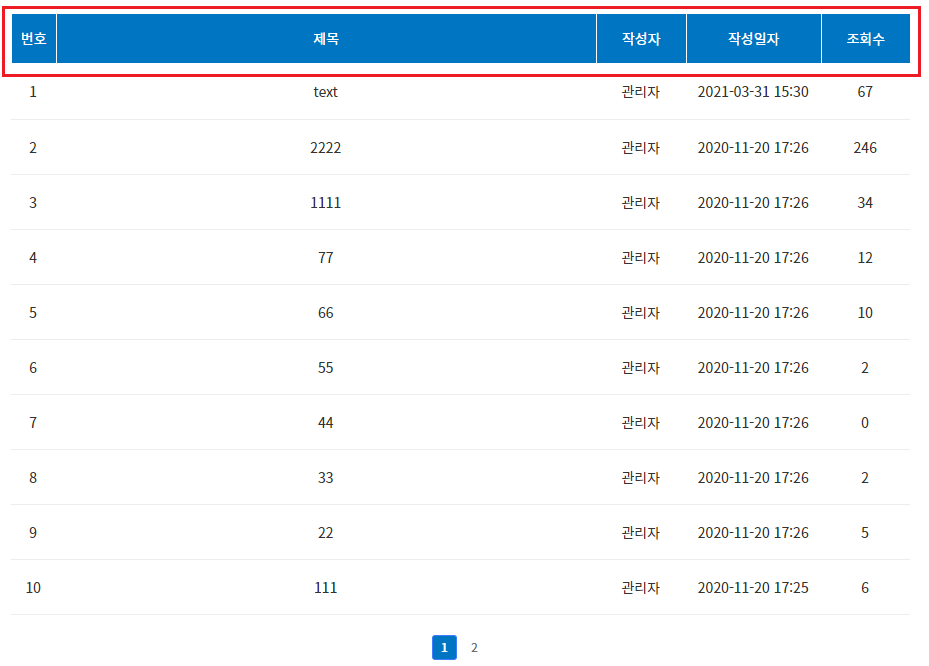 번호 제목 작성자 작성일자 조회수
1 text 관리자 2021-03-31 15:30 67
2 2222 관리자 2020-11-20 17:26 246
3 1111 관리자 2020-11-20 17:26 34
4 77 관리자 2020-11-20 17:26 12
5 66 관리자 2020-11-20 17:26 10
6 55 관리자 2020-11-20 17:26 2
7 44 관리자 2020-11-20 17:26 0
8 33 관리자 2020-11-20 17:26 2
9 22 관리자 2020-11-20 17:26 5
10 111 관리자 2020-11-20 17:25 6
1 2